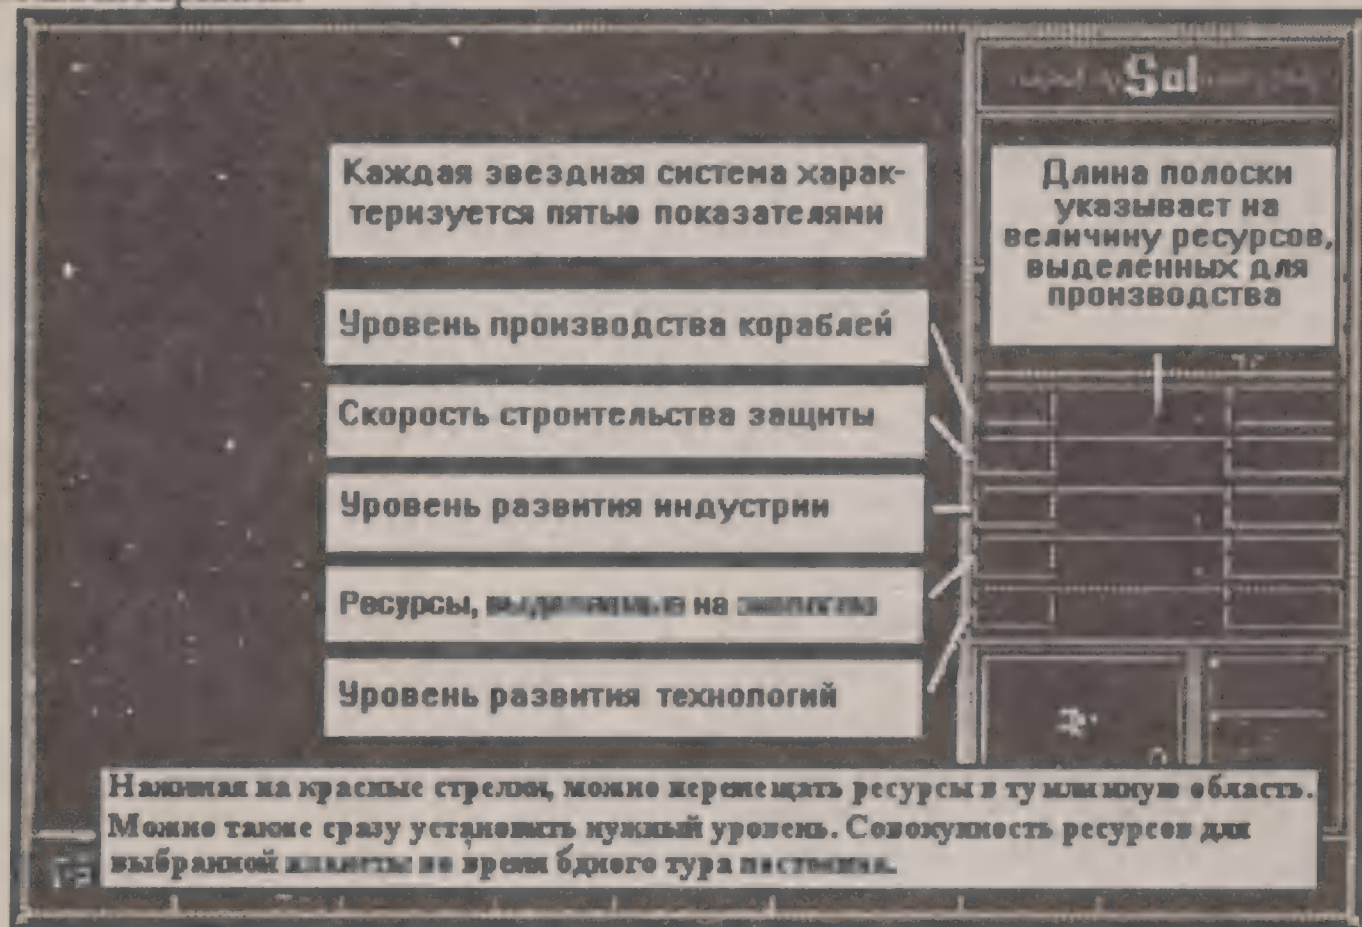 Sol
Каждая звездная система харак-
теризуется пятью показателями
Длина полоски
указывает на
величину ресурсов,
выделенных для
производства
Уровень производства кораблей
Скорость строительства защиты
Уровень развития индустрии
Ресурсы, на
Уровень развития технологий
Нажимая на красные стрелки, можно перемещать ресурсы в ту или иную область.
Можно также сразу установить нужный уровень. Совокупность ресурсов для
выбранной время одного тура